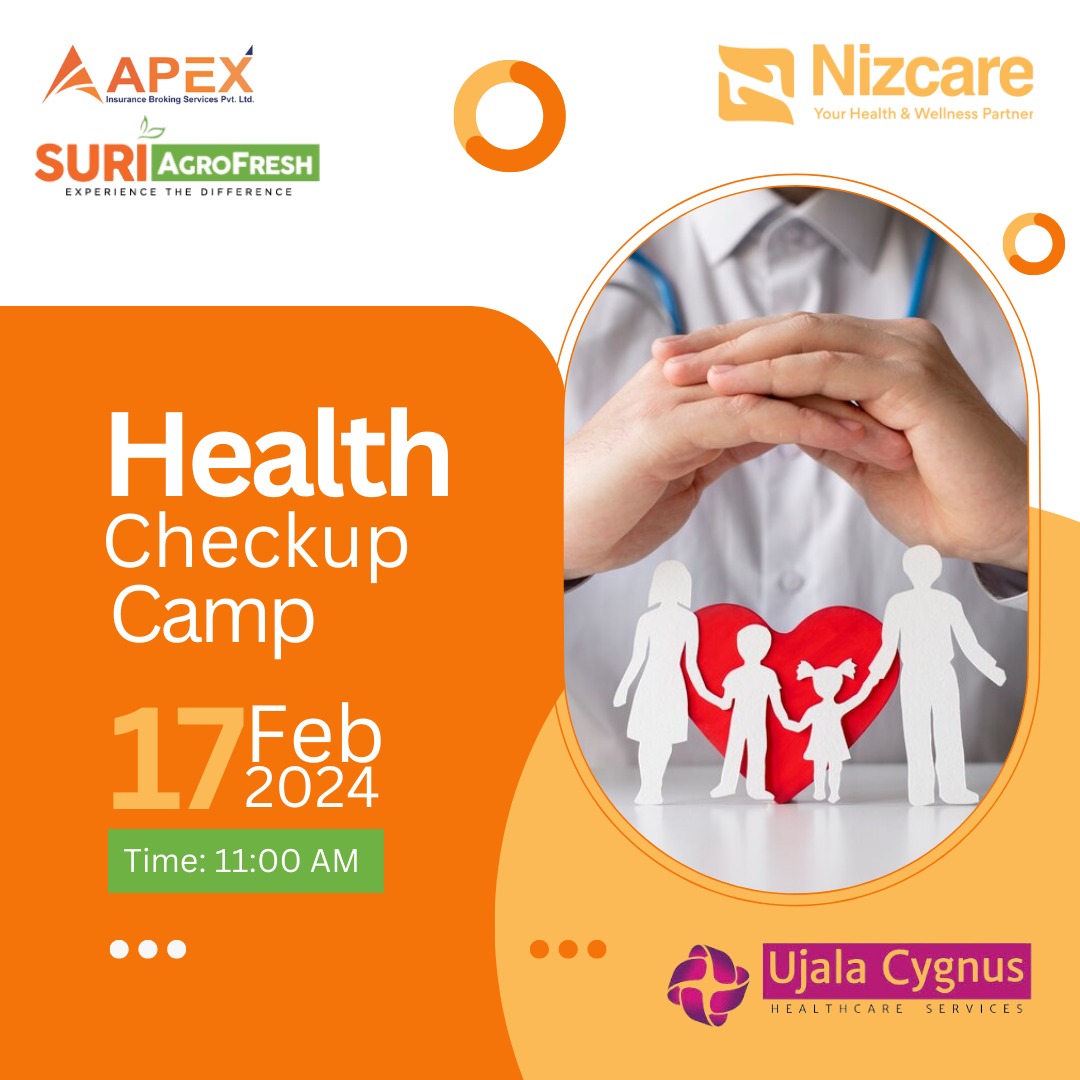 APEX
Insurance Broking Services Pvt. Ltd.
SURI AGROFRESH
EXPERIENCE THE DIFFERENCE
Nizcare
Your Health & Wellness Partner
Health
Checkup
Camp
17 Feb
2024
Time: 11:00 AM
Ujala Cygnus
HEALTHCARE SERVICES